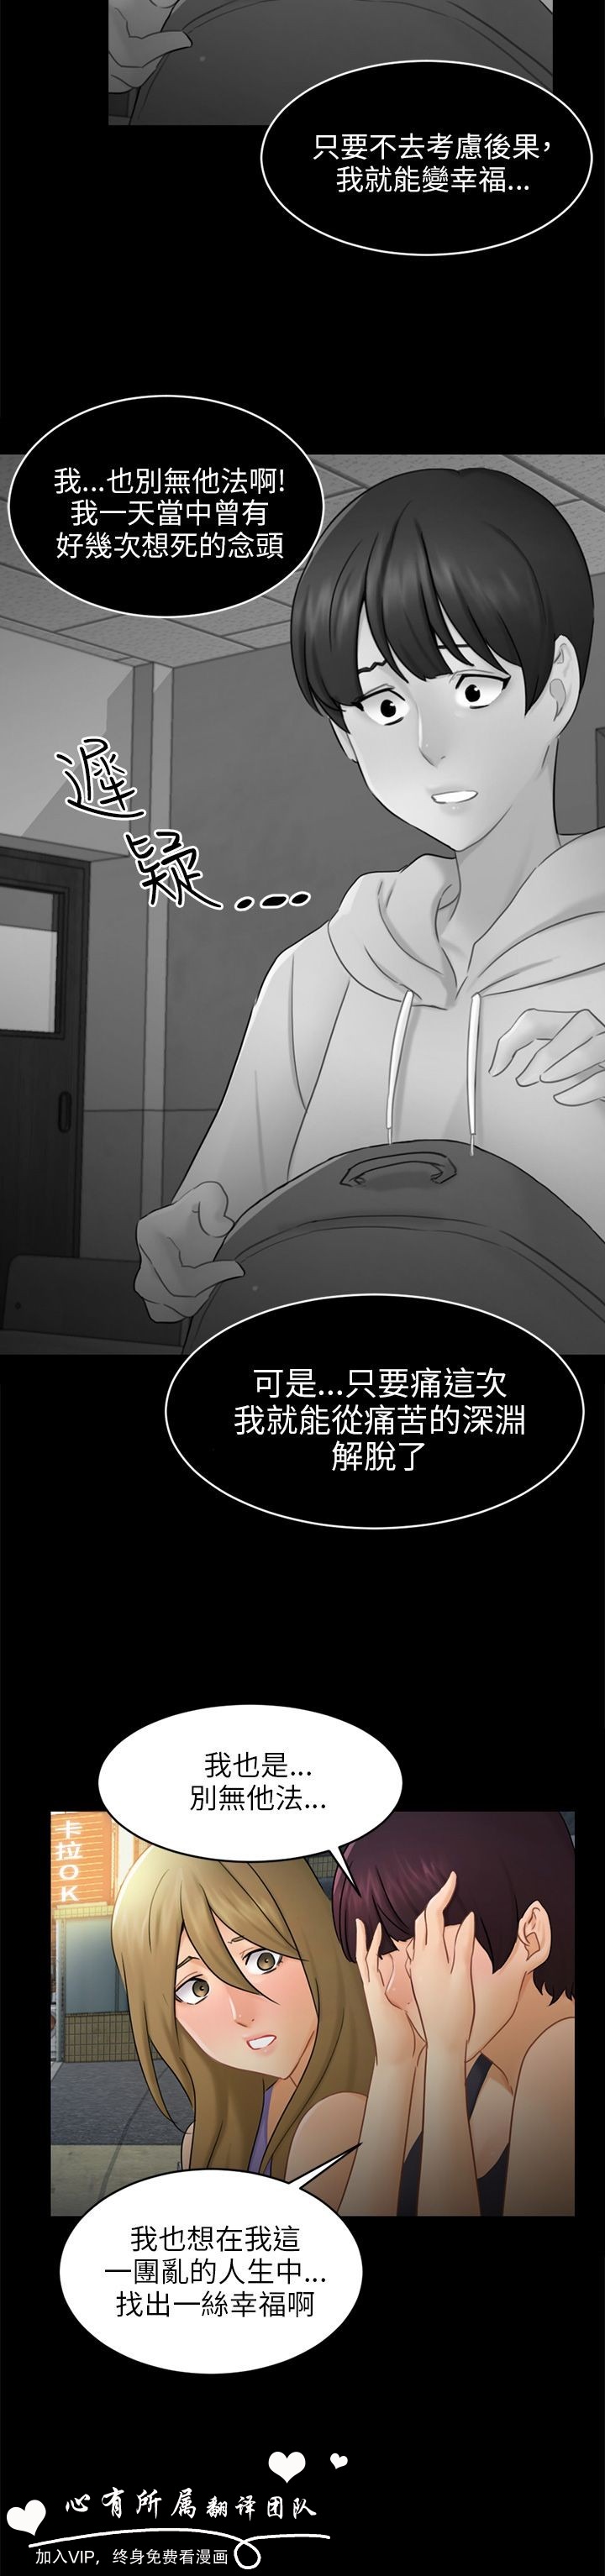 只要不去考慮後果，
我就能變幸福...
我...也別無他法啊!
我一天當中曾有
好幾次想死的念頭
遲
疑...
可是...只要痛這次
我就能從痛苦的深淵
解脫了
我也是...
別無他法...
卡
拉
O
K
我也想在我這
一團亂的人生中...
找出一絲幸福啊
心有所属翻译团队
加入VIP，终身免费看漫画